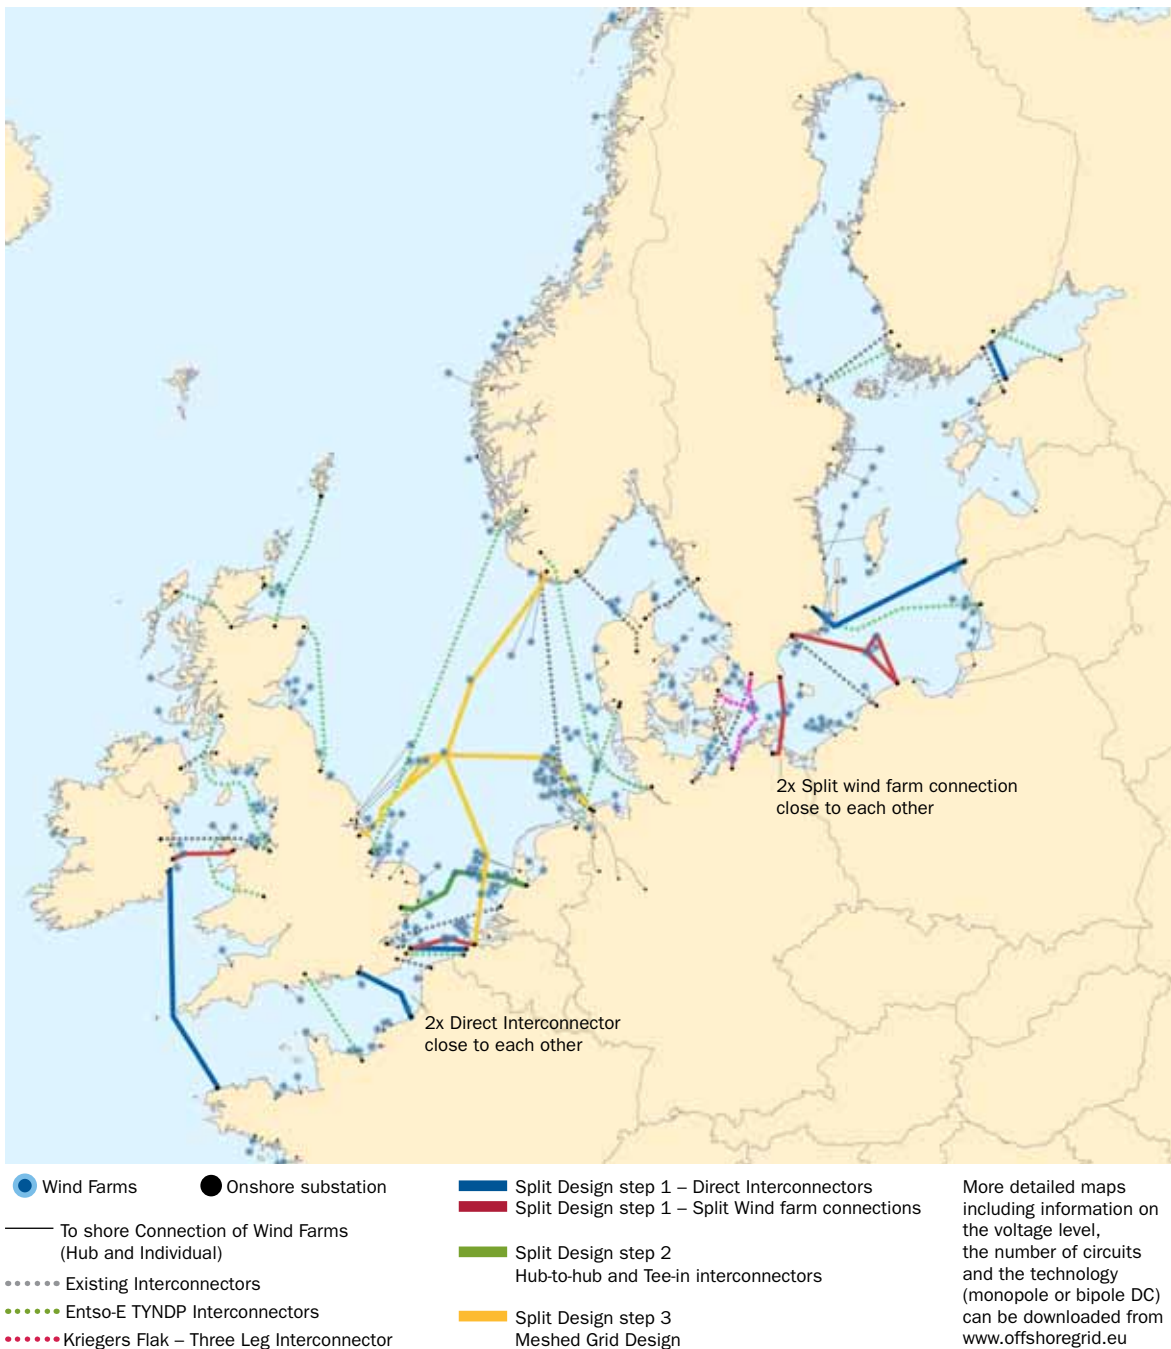 2x Split wind farm connection
close to each other
2x Direct Interconnector
close to each other
Wind Farms
Onshore substation
To shore Connection of Wind Farms
(Hub and Individual)
Existing Interconnectors
Entso-E TYNDP Interconnectors
Kriegers Flak – Three Leg Interconnector
Split Design step 1 – Direct Interconnectors
Split Design step 1 – Split Wind farm connections
Split Design step 2
Hub-to-hub and Tee-in interconnectors
Split Design step 3
Meshed Grid Design
More detailed maps
including information on
the voltage level,
the number of circuits
and the technology
(monopole or bipole DC)
can be downloaded from
www.offshoregrid.eu